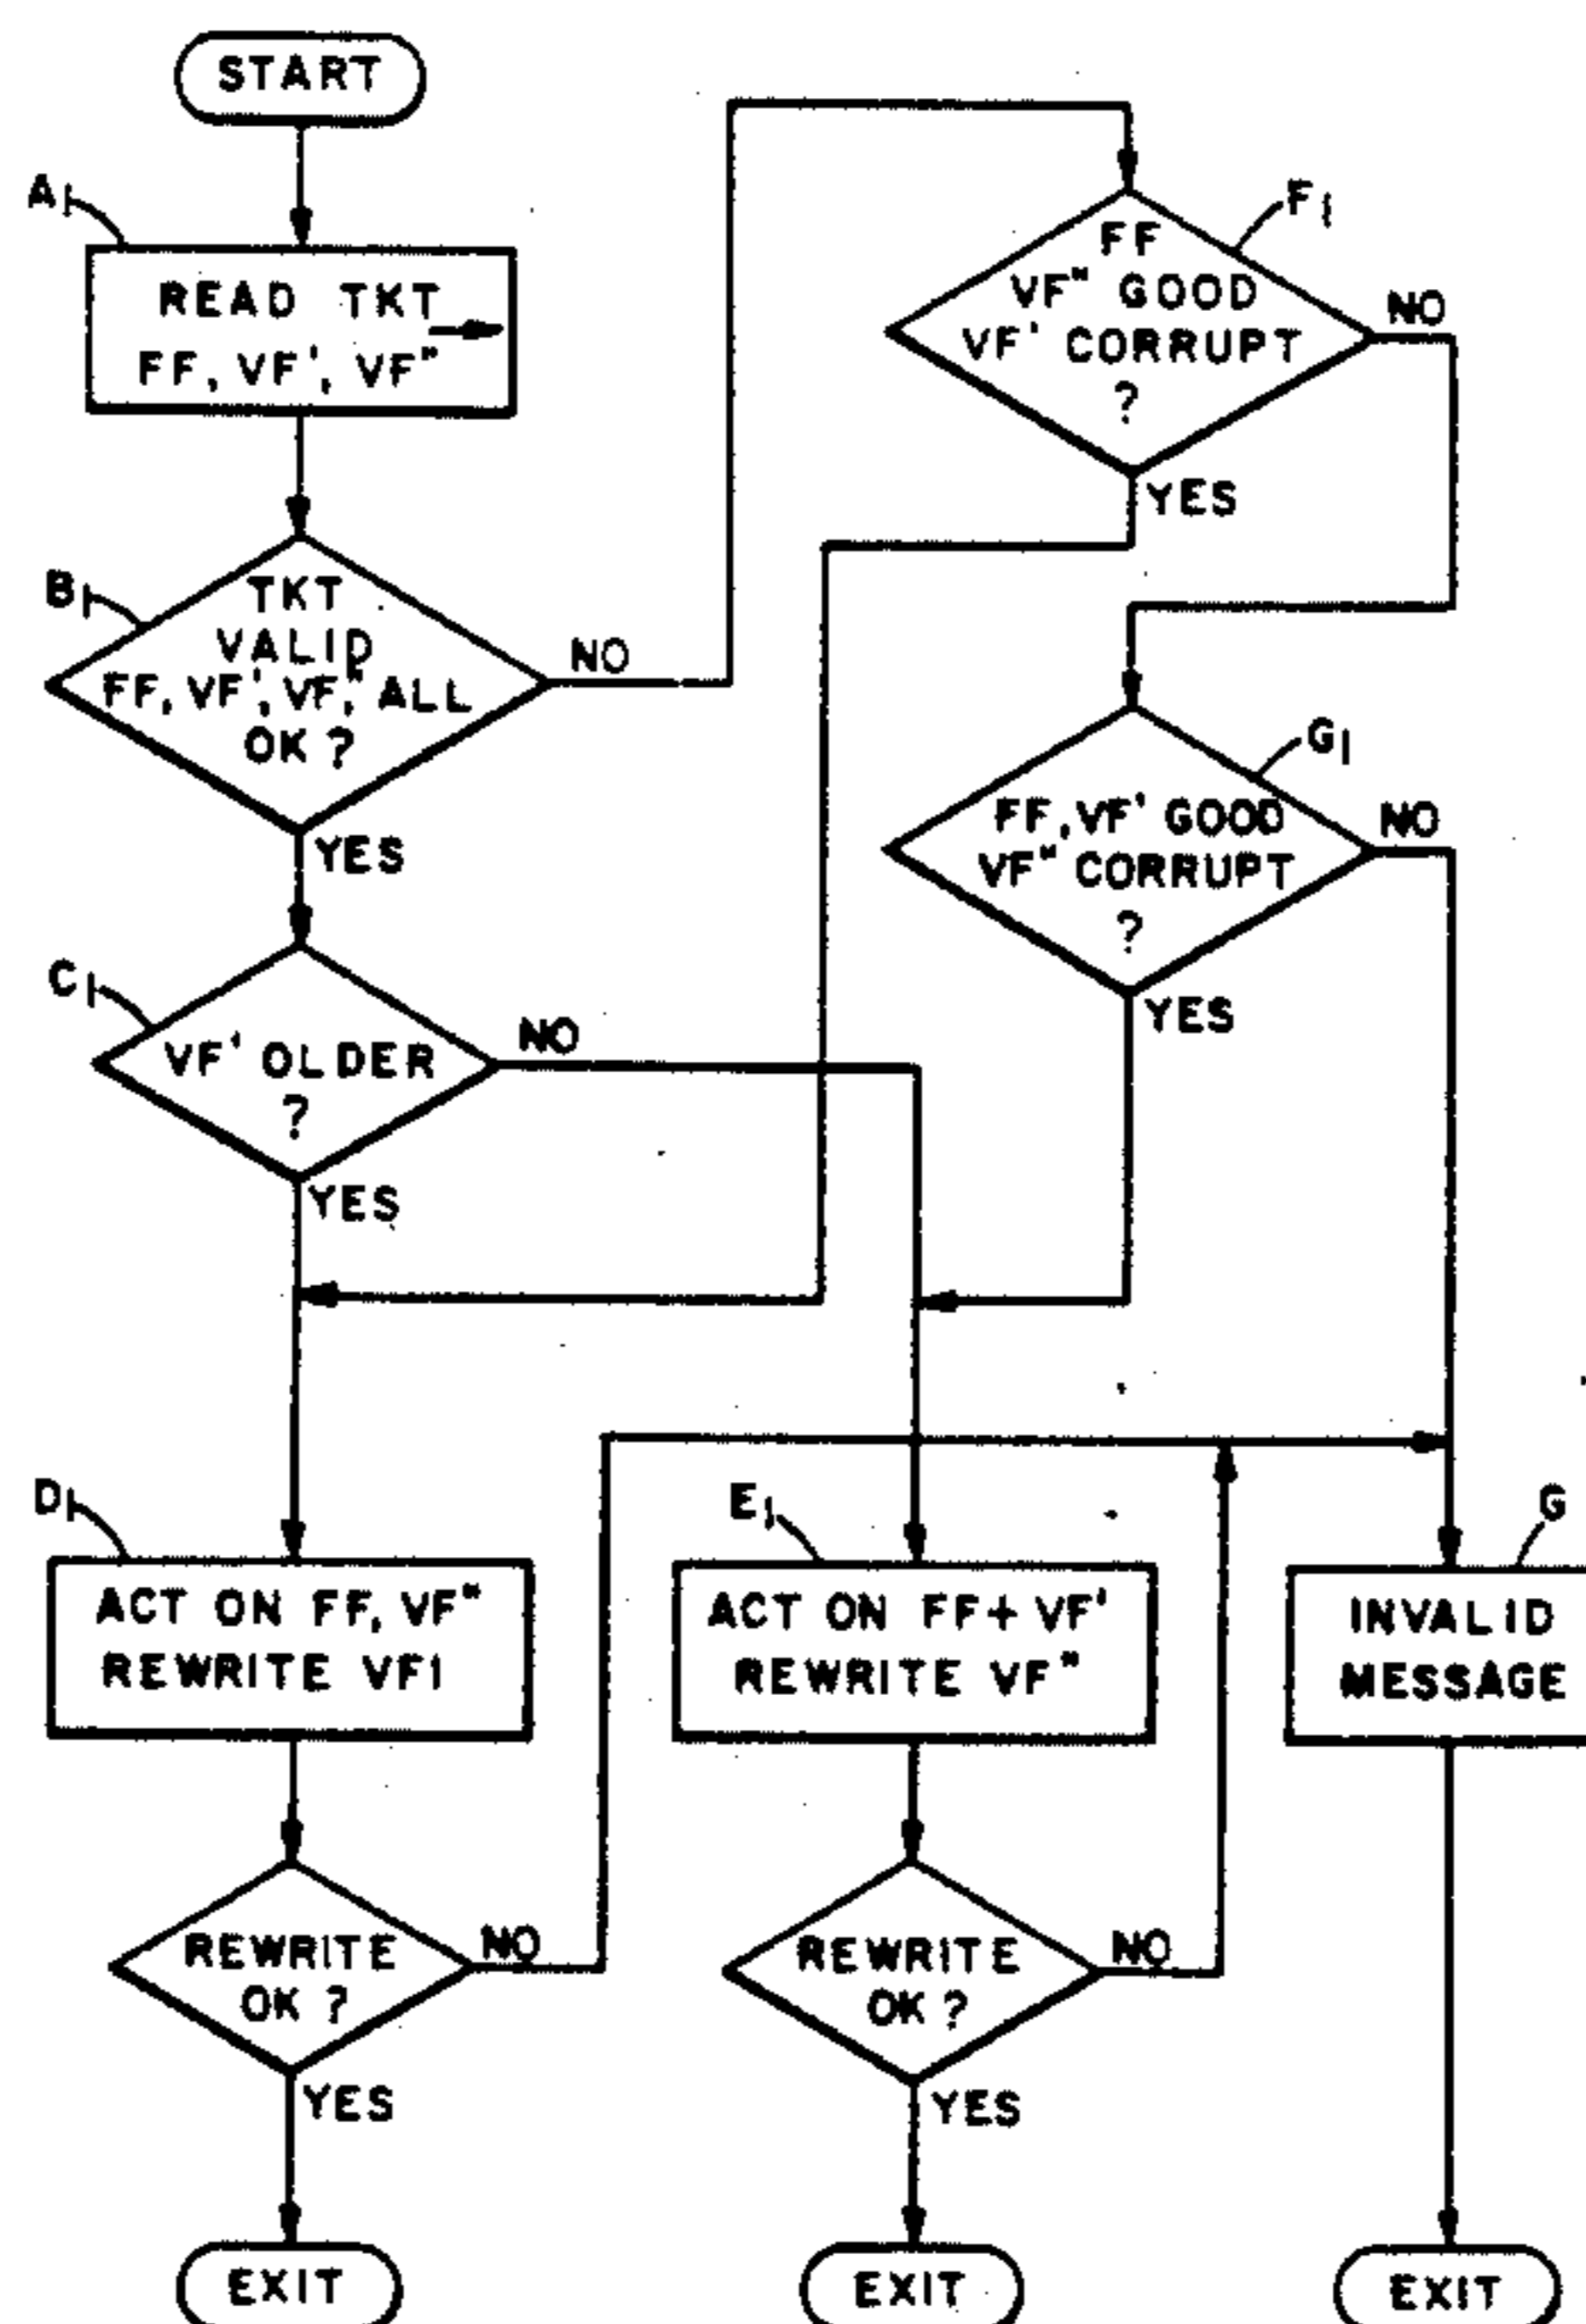 START
A1
READ TKT
FF, VF', VF"
B1
TKT
VALID
FF, VF', VF," ALL
OK ?
NO
YES
C1
VF' OLDER
?
NO
YES
F1
FF
VF" GOOD
VF' CORRUPT
?
NO
YES
G1
FF, VF' GOOD
VF" CORRUPT
?
NO
YES
D1
ACT ON FF, VF"
REWRITE VF1
E1
ACT ON FF+ VF'
REWRITE VF"
G
INVALID
MESSAGE
REWRITE
OK ?
NO
YES
REWRITE
OK ?
NO
YES
EXIT
EXIT
EXIT